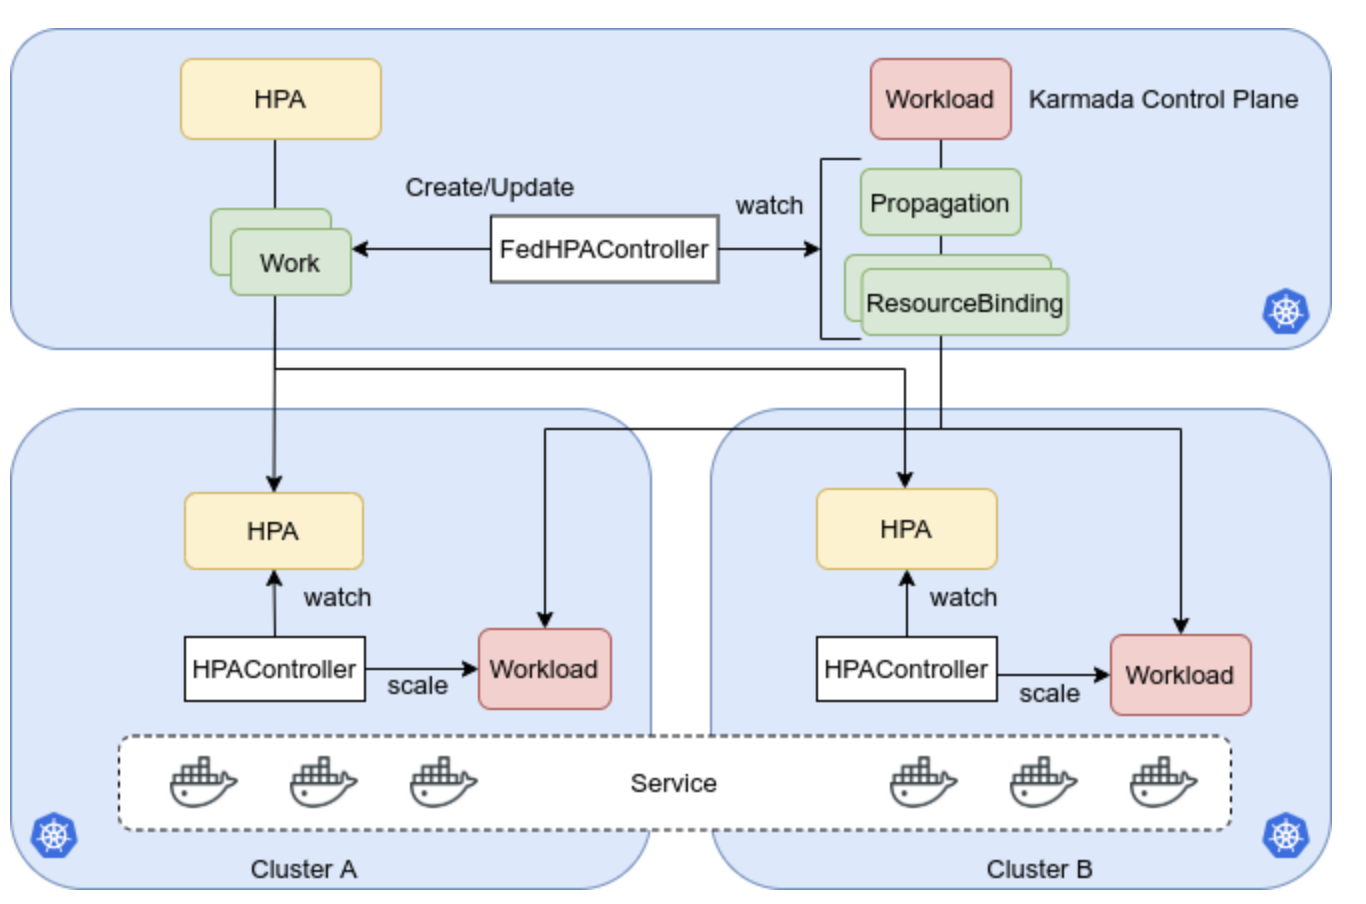 HPA
Workload
Karmada Control Plane
Create/Update
watch
Propagation
FedHPAController
Work
ResourceBinding
HPA
HPA
watch
watch
HPAController
scale
Workload
HPAController
scale
Workload
Service
Cluster A
Cluster B